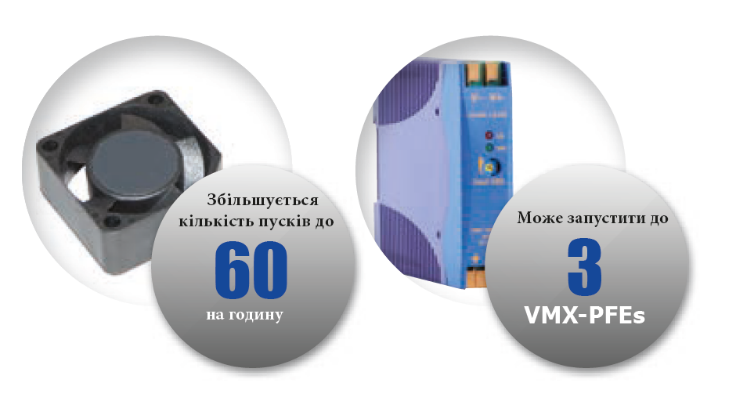 Збільшується
кількість пусків до
60
на годину
Може запустити до
3
VMX-PFEs